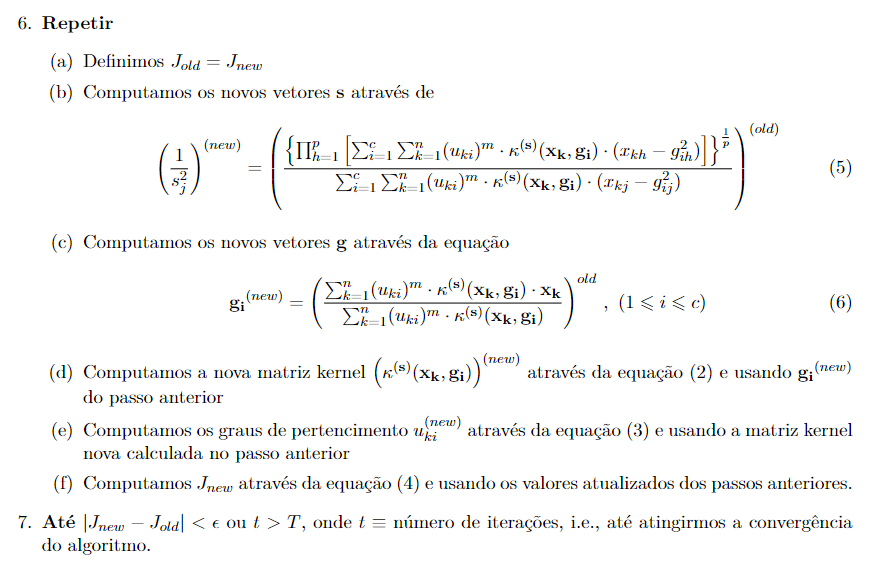 6. Repetir
(a) Definimos J_{old} = J_{new}
(b) Computamos os novos vetores s através de
\left(\frac{1}{s_j^2}\right)^{(new)} = \left(\frac{\left\{\prod_{h=1}^{p}\left[\sum_{i=1}^{c}\sum_{k=1}^{n}(u_{ki})^m \cdot \kappa^{(\mathbf{s})}(\mathbf{x_k}, \mathbf{g_i}) \cdot (x_{kh} - g_{ih}^2)\right]\right\}^{\frac{1}{p}}}{\sum_{i=1}^{c}\sum_{k=1}^{n}(u_{ki})^m \cdot \kappa^{(\mathbf{s})}(\mathbf{x_k}, \mathbf{g_i}) \cdot (x_{kj} - g_{ij}^2)}\right)^{(old)} (5)
(c) Computamos os novos vetores g através da equação
\mathbf{g_i}^{(new)} = \left(\frac{\sum_{k=1}^{n}(u_{ki})^m \cdot \kappa^{(\mathbf{s})}(\mathbf{x_k}, \mathbf{g_i}) \cdot \mathbf{x_k}}{\sum_{k=1}^{n}(u_{ki})^m \cdot \kappa^{(\mathbf{s})}(\mathbf{x_k}, \mathbf{g_i})}\right)^{old}, (1 ⩽ i ⩽ c) (6)
(d) Computamos a nova matriz kernel \left(\kappa^{(\mathbf{s})}(\mathbf{x_k}, \mathbf{g_i})\right)^{(new)} através da equação (2) e usando \mathbf{g_i}^{(new)}
do passo anterior
(e) Computamos os graus de pertencimento u_{ki}^{(new)} através da equação (3) e usando a matriz kernel
nova calculada no passo anterior
(f) Computamos J_{new} através da equação (4) e usando os valores atualizados dos passos anteriores.
7. Até |J_{new} − J_{old}| < ϵ ou t > T, onde t ≡ número de iterações, i.e., até atingirmos a convergência
do algoritmo.